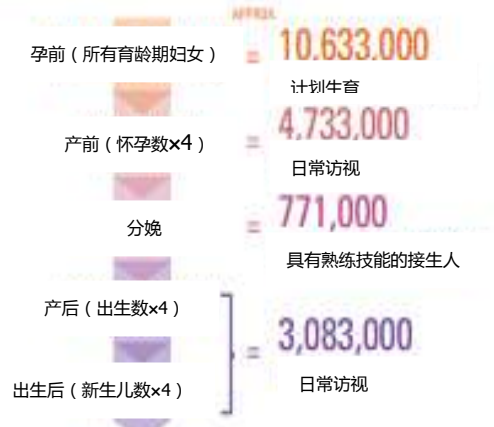 APPROX.
孕前（所有育龄期妇女） = 10,633,000
计划生育
产前（怀孕数×4） = 4,733,000
日常访视
分娩 = 771,000
具有熟练技能的接生人
产后（出生数×4）
= 3,083,000
出生后（新生儿数×4） 日常访视